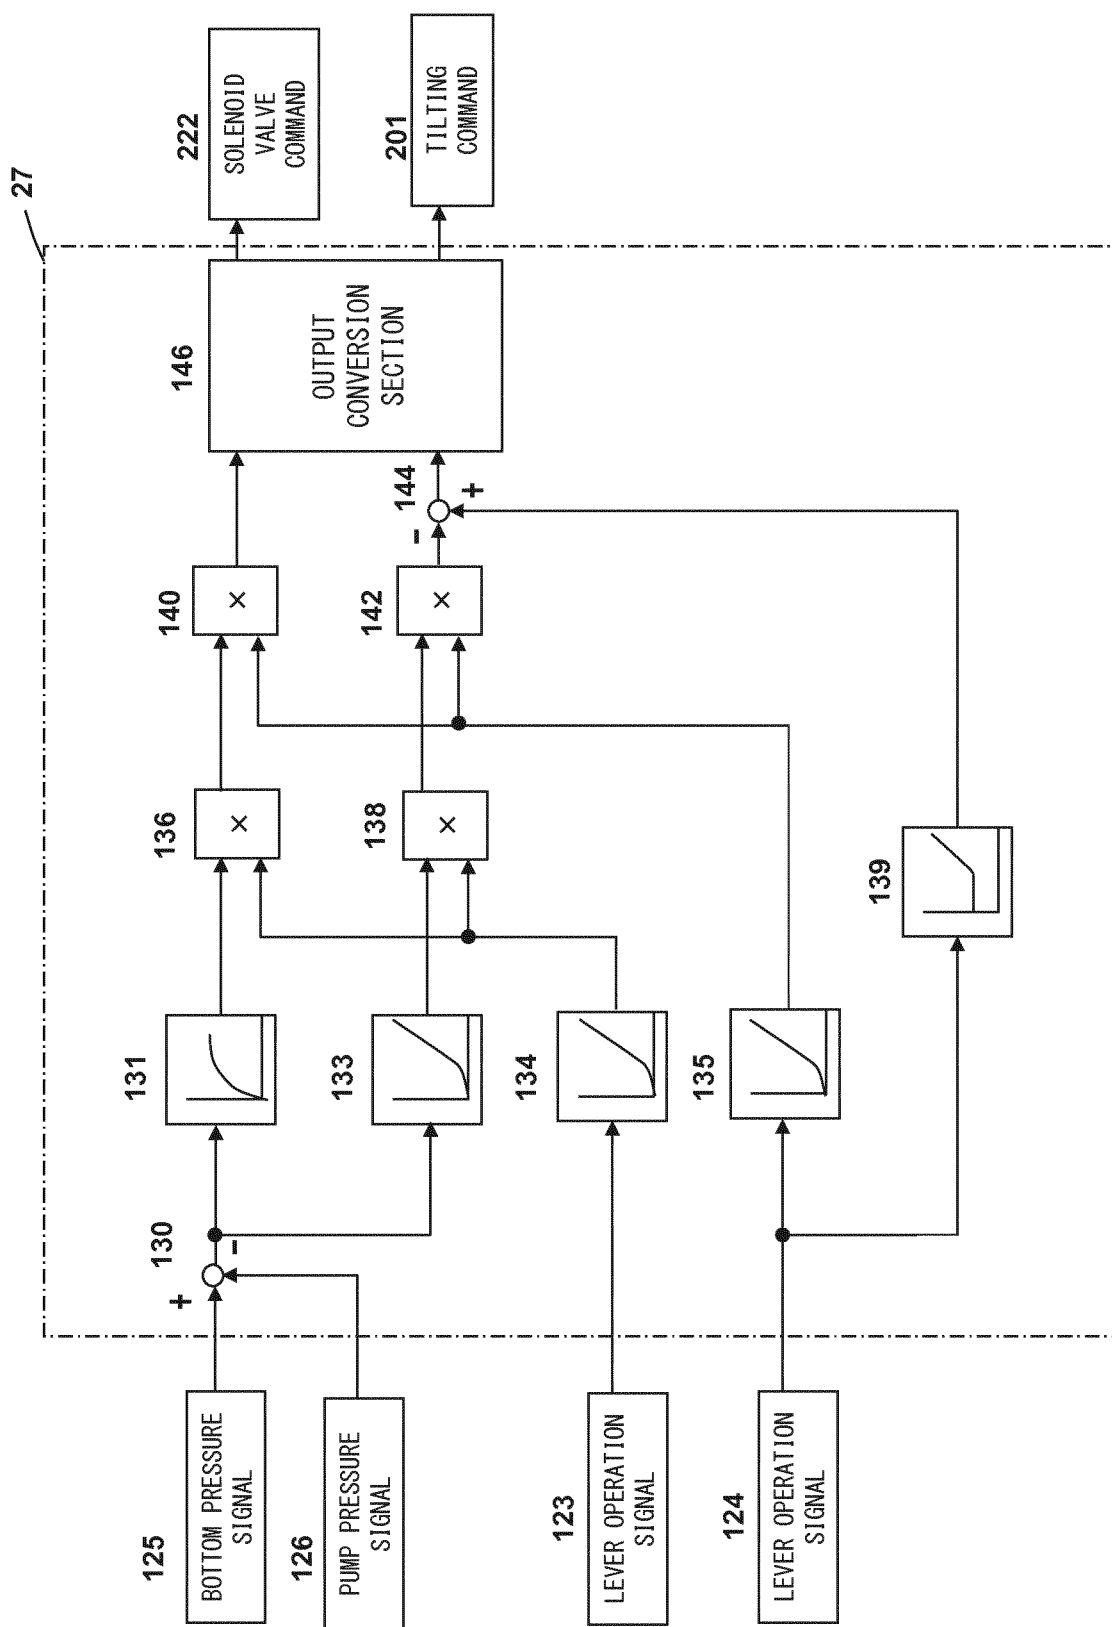 27
125
BOTTOM PRESSURE
SIGNAL
126
PUMP PRESSURE
SIGNAL
123
LEVER OPERATION
SIGNAL
124
LEVER OPERATION
SIGNAL
+
-
130
131
133
134
135
136
×
138
×
139
140
×
142
×
-
144
+
146
OUTPUT
CONVERSION
SECTION
222
SOLENOID
VALVE
COMMAND
201
TILTING
COMMAND